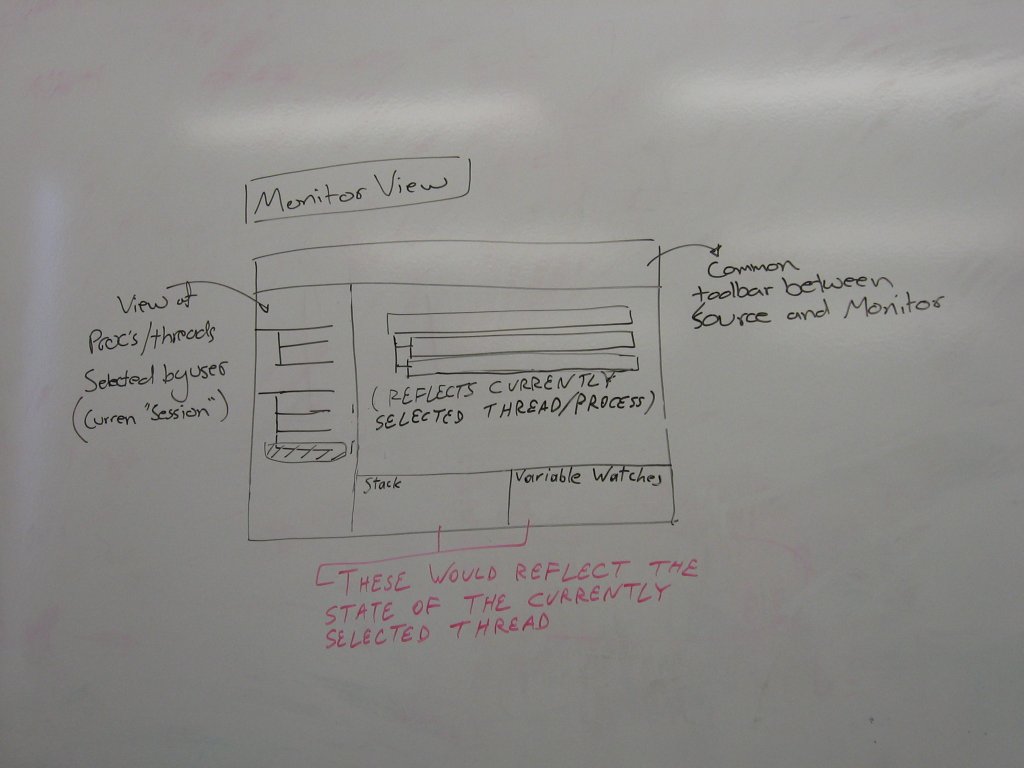 Monitor View
View of
Proc's/threads
Selected by user
(Curren "Session")
Common
toolbar between
Source and Monitor
(REFLECTS CURRENTLY
SELECTED THREAD/PROCESS)
Stack
Variable Watches
THESE WOULD REFLECT THE
STATE OF THE CURRENTLY
SELECTED THREAD